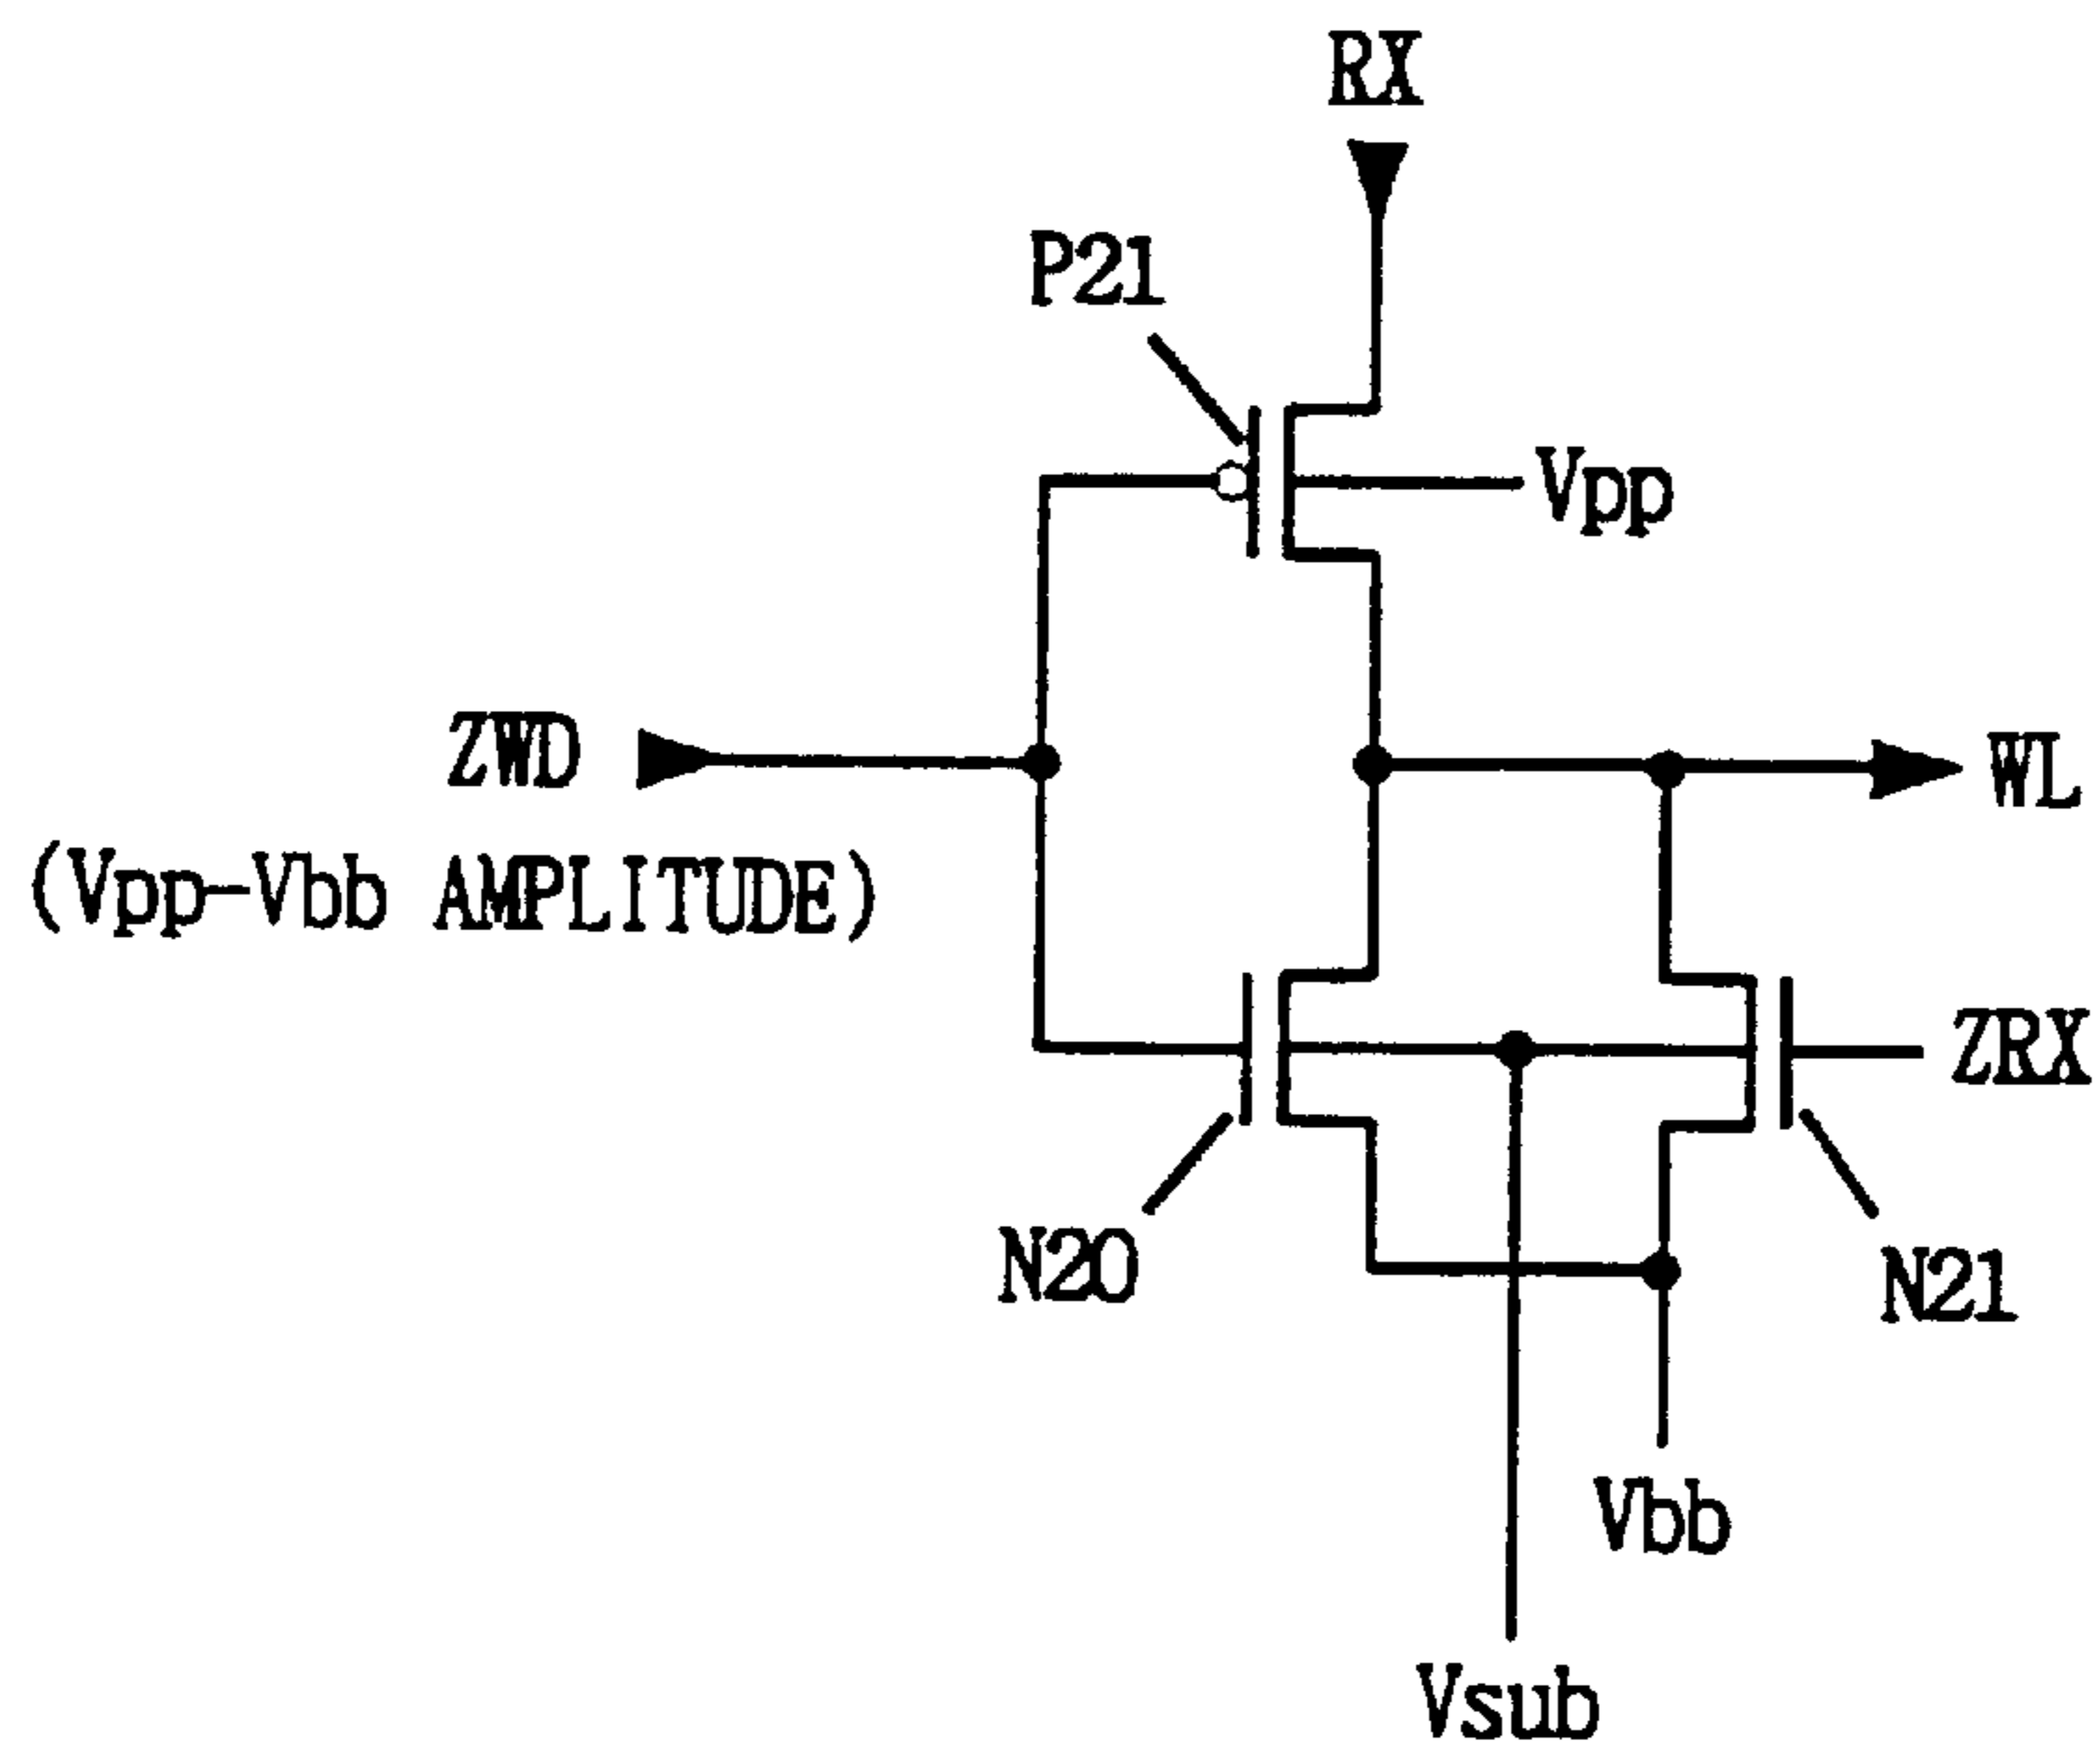 RX
P21
Vpp
ZWD
WL
(Vpp-Vbb AMPLITUDE)
ZRX
N20
N21
Vbb
Vsub